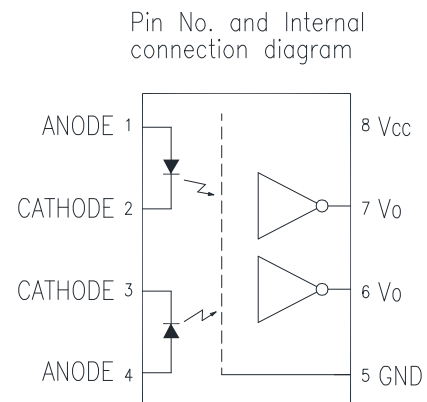 Pin No. and Internal
connection diagram
ANODE 1
8 Vcc
CATHODE 2
7 Vo
CATHODE 3
6 Vo
ANODE 4
5 GND